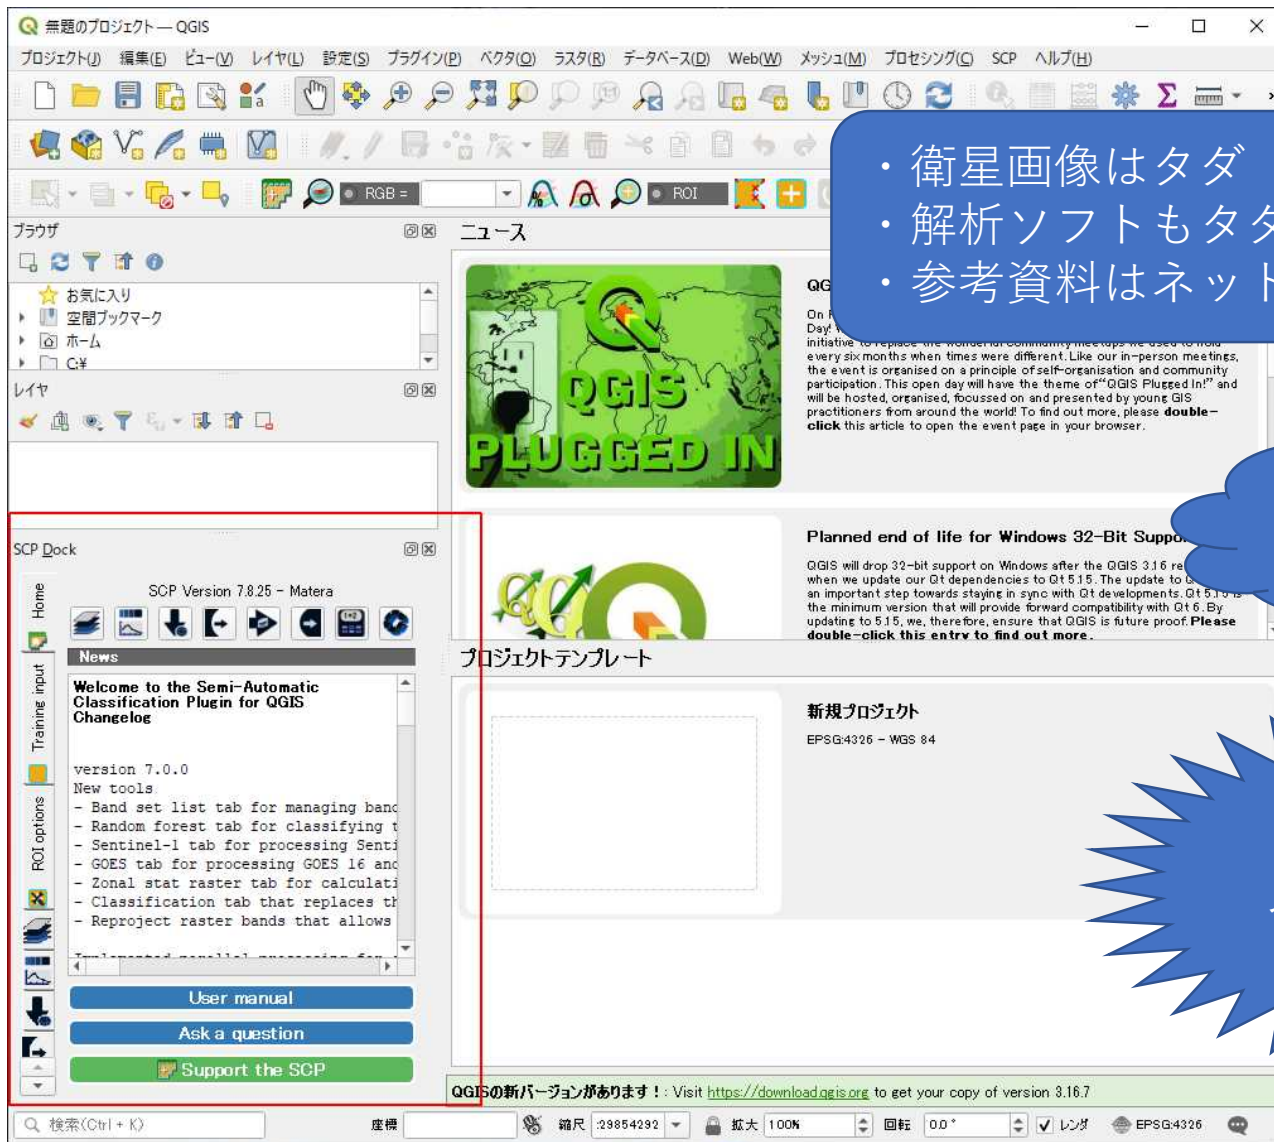 無題のプロジェクト — QGIS
プロジェクト(J) 編集(E) ビュー(V) レイヤ(L) 設定(S) プラグイン(P) ベクタ(O) ラスタ(R) データベース(D) Web(W) メッシュ(M) プロセシング(C) SCP ヘルプ(H)
RGB = ROI
・衛星画像はタダ
・解析ソフトもタダ
・参考資料はネット
ブラウザ
お気に入り
空間ブックマーク
ホーム
C:¥
レイヤ
ニュース
QGIS PLUGGED IN
QG
On
Day!
initiative to replace the wonderful community meetups we used to hold
every six months when times were different. Like our in-person meetings,
the event is organised on a principle of self-organisation and community
participation. This open day will have the theme of “QGIS Plugged In!” and
will be hosted, organised, focussed on and presented by young GIS
practitioners from around the world! To find out more, please double-
click this article to open the event page in your browser.
Planned end of life for Windows 32-Bit Suppo
QGIS will drop 32-bit support on Windows after the QGIS 3.16 re
when we update our Qt dependencies to Qt 5.15. The update to
an important step towards staying in sync with Qt developments. Qt 5.15 is
the minimum version that will provide forward compatibility with Qt 6. By
updating to 5.15, we, therefore, ensure that QGIS is future proof. Please
double-click this entry to find out more.
SCP Dock
Home
Training input
ROI options
SCP Version 7.8.25 - Matera
News
Welcome to the Semi-Automatic
Classification Plugin for QGIS
Changelog
version 7.0.0
New tools
- Band set list tab for managing band
- Random forest tab for classifying t
- Sentinel-1 tab for processing Senti
- GOES tab for processing GOES 16 and
- Zonal stat raster tab for calculati
- Classification tab that replaces th
- Reproject raster bands that allows
Implemented parallel processing for
User manual
Ask a question
Support the SCP
プロジェクトテンプレート
新規プロジェクト
EPSG:4326 - WGS 84
QGISの新バージョンがあります！: Visit https://download.qgis.org to get your copy of version 3.16.7
検索(Ctrl + K) 座標 縮尺 :29854292 拡大 100% 回転 0.0 ° レンダ EPSG:4326